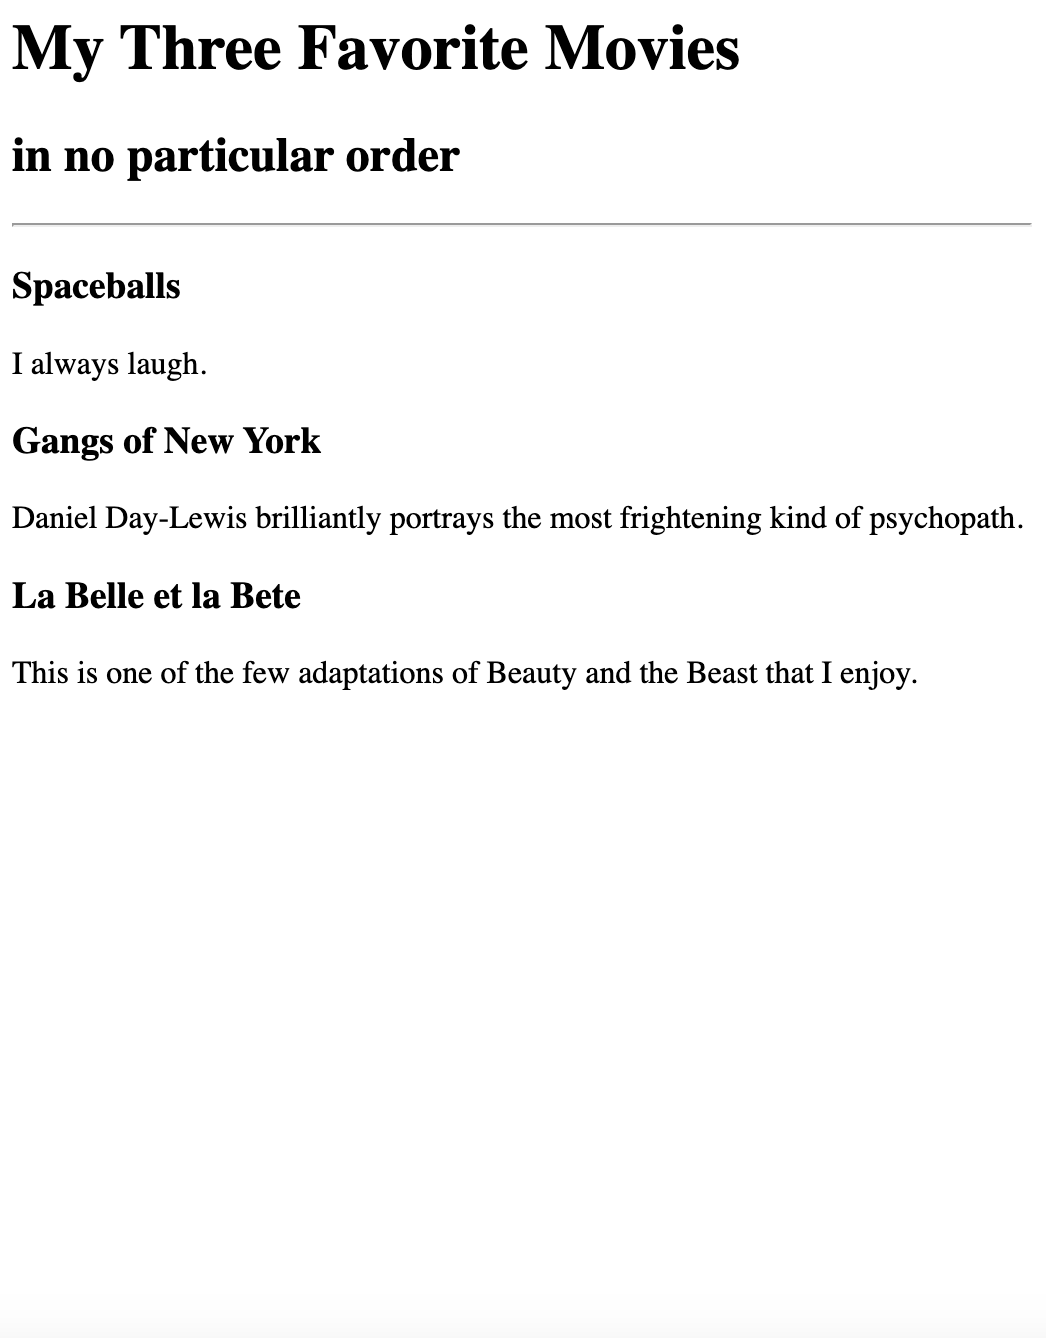 My Three Favorite Movies
in no particular order
Spaceballs
I always laugh.
Gangs of New York
Daniel Day-Lewis brilliantly portrays the most frightening kind of psychopath.
La Belle et la Bete
This is one of the few adaptations of Beauty and the Beast that I enjoy.